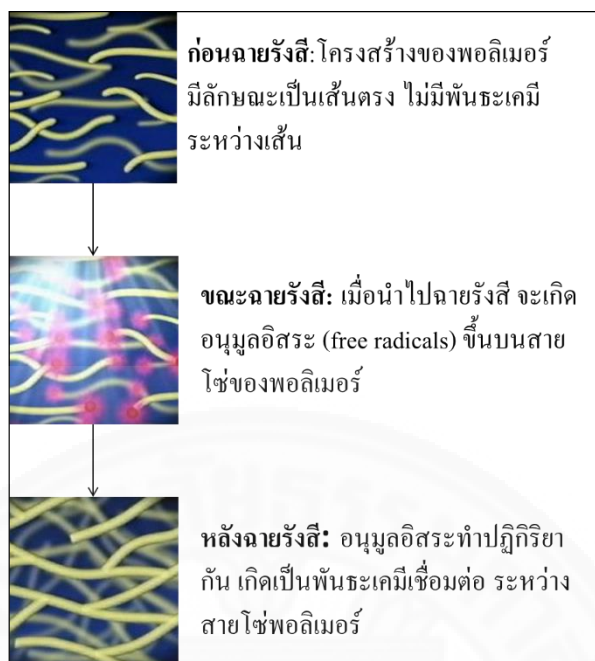 ก่อนฉายรังสี: โครงสร้างของพอลิเมอร์
มีลักษณะเป็นเส้นตรง ไม่มีพันธะเคมี
ระหว่างเส้น
ขณะฉายรังสี: เมื่อนำไปฉายรังสี จะเกิด
อนุมูลอิสระ (free radicals) ขึ้นบนสาย
โซ่ของพอลิเมอร์
หลังฉายรังสี: อนุมูลอิสระทำปฏิกิริยา
กัน เกิดเป็นพันธะเคมีเชื่อมต่อ ระหว่าง
สายโซ่พอลิเมอร์